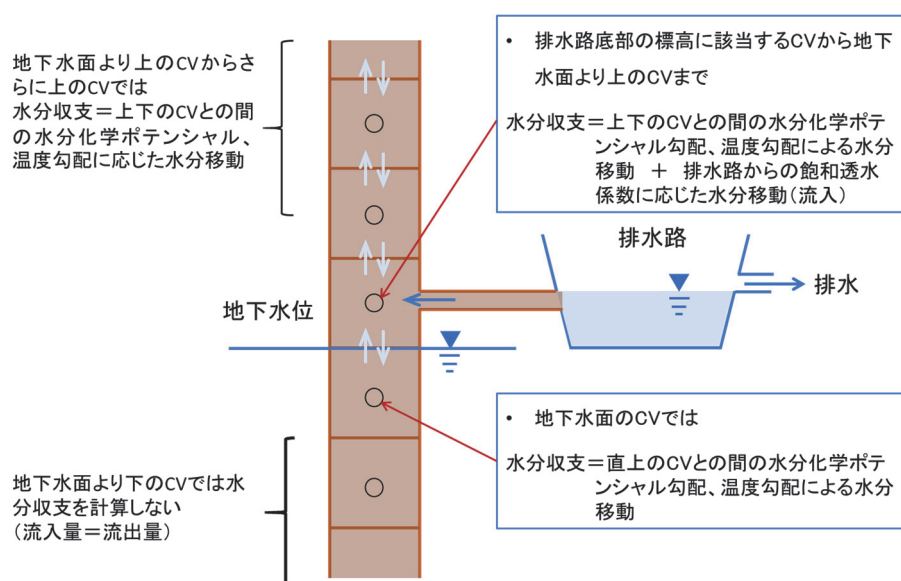 地下水面より上のCVからさ
らに上のCVでは
水分収支＝上下のCVとの間
の水分化学ポテンシャル、
温度勾配に応じた水分移動
• 排水路底部の標高に該当するCVから地下
水面より上のCVまで
水分収支＝上下のCVとの間の水分化学ポテ
ンシャル勾配、温度勾配による水分
移動 ＋ 排水路からの飽和透水
係数に応じた水分移動（流入）
排水路
排水
地下水位
• 地下水面のCVでは
水分収支＝直上のCVとの間の水分化学ポテ
ンシャル勾配、温度勾配による水分
移動
地下水面より下のCVでは水
分収支を計算しない
（流入量＝流出量）